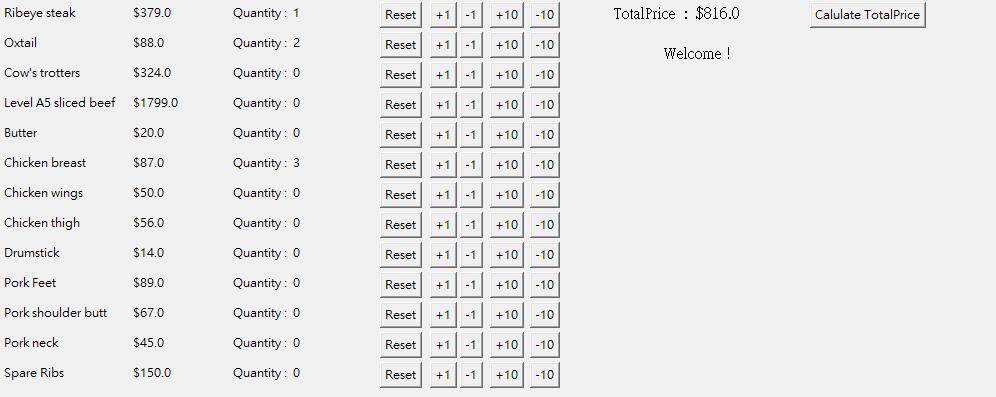 Ribeye steak $379.0 Quantity : 1 Reset +1 -1 +10 -10 TotalPrice : $816.0 Calulate TotalPrice
Oxtail $88.0 Quantity : 2 Reset +1 -1 +10 -10 Welcome !
Cow's trotters $324.0 Quantity : 0 Reset +1 -1 +10 -10
Level A5 sliced beef $1799.0 Quantity : 0 Reset +1 -1 +10 -10
Butter $20.0 Quantity : 0 Reset +1 -1 +10 -10
Chicken breast $87.0 Quantity : 3 Reset +1 -1 +10 -10
Chicken wings $50.0 Quantity : 0 Reset +1 -1 +10 -10
Chicken thigh $56.0 Quantity : 0 Reset +1 -1 +10 -10
Drumstick $14.0 Quantity : 0 Reset +1 -1 +10 -10
Pork Feet $89.0 Quantity : 0 Reset +1 -1 +10 -10
Pork shoulder butt $67.0 Quantity : 0 Reset +1 -1 +10 -10
Pork neck $45.0 Quantity : 0 Reset +1 -1 +10 -10
Spare Ribs $150.0 Quantity : 0 Reset +1 -1 +10 -10